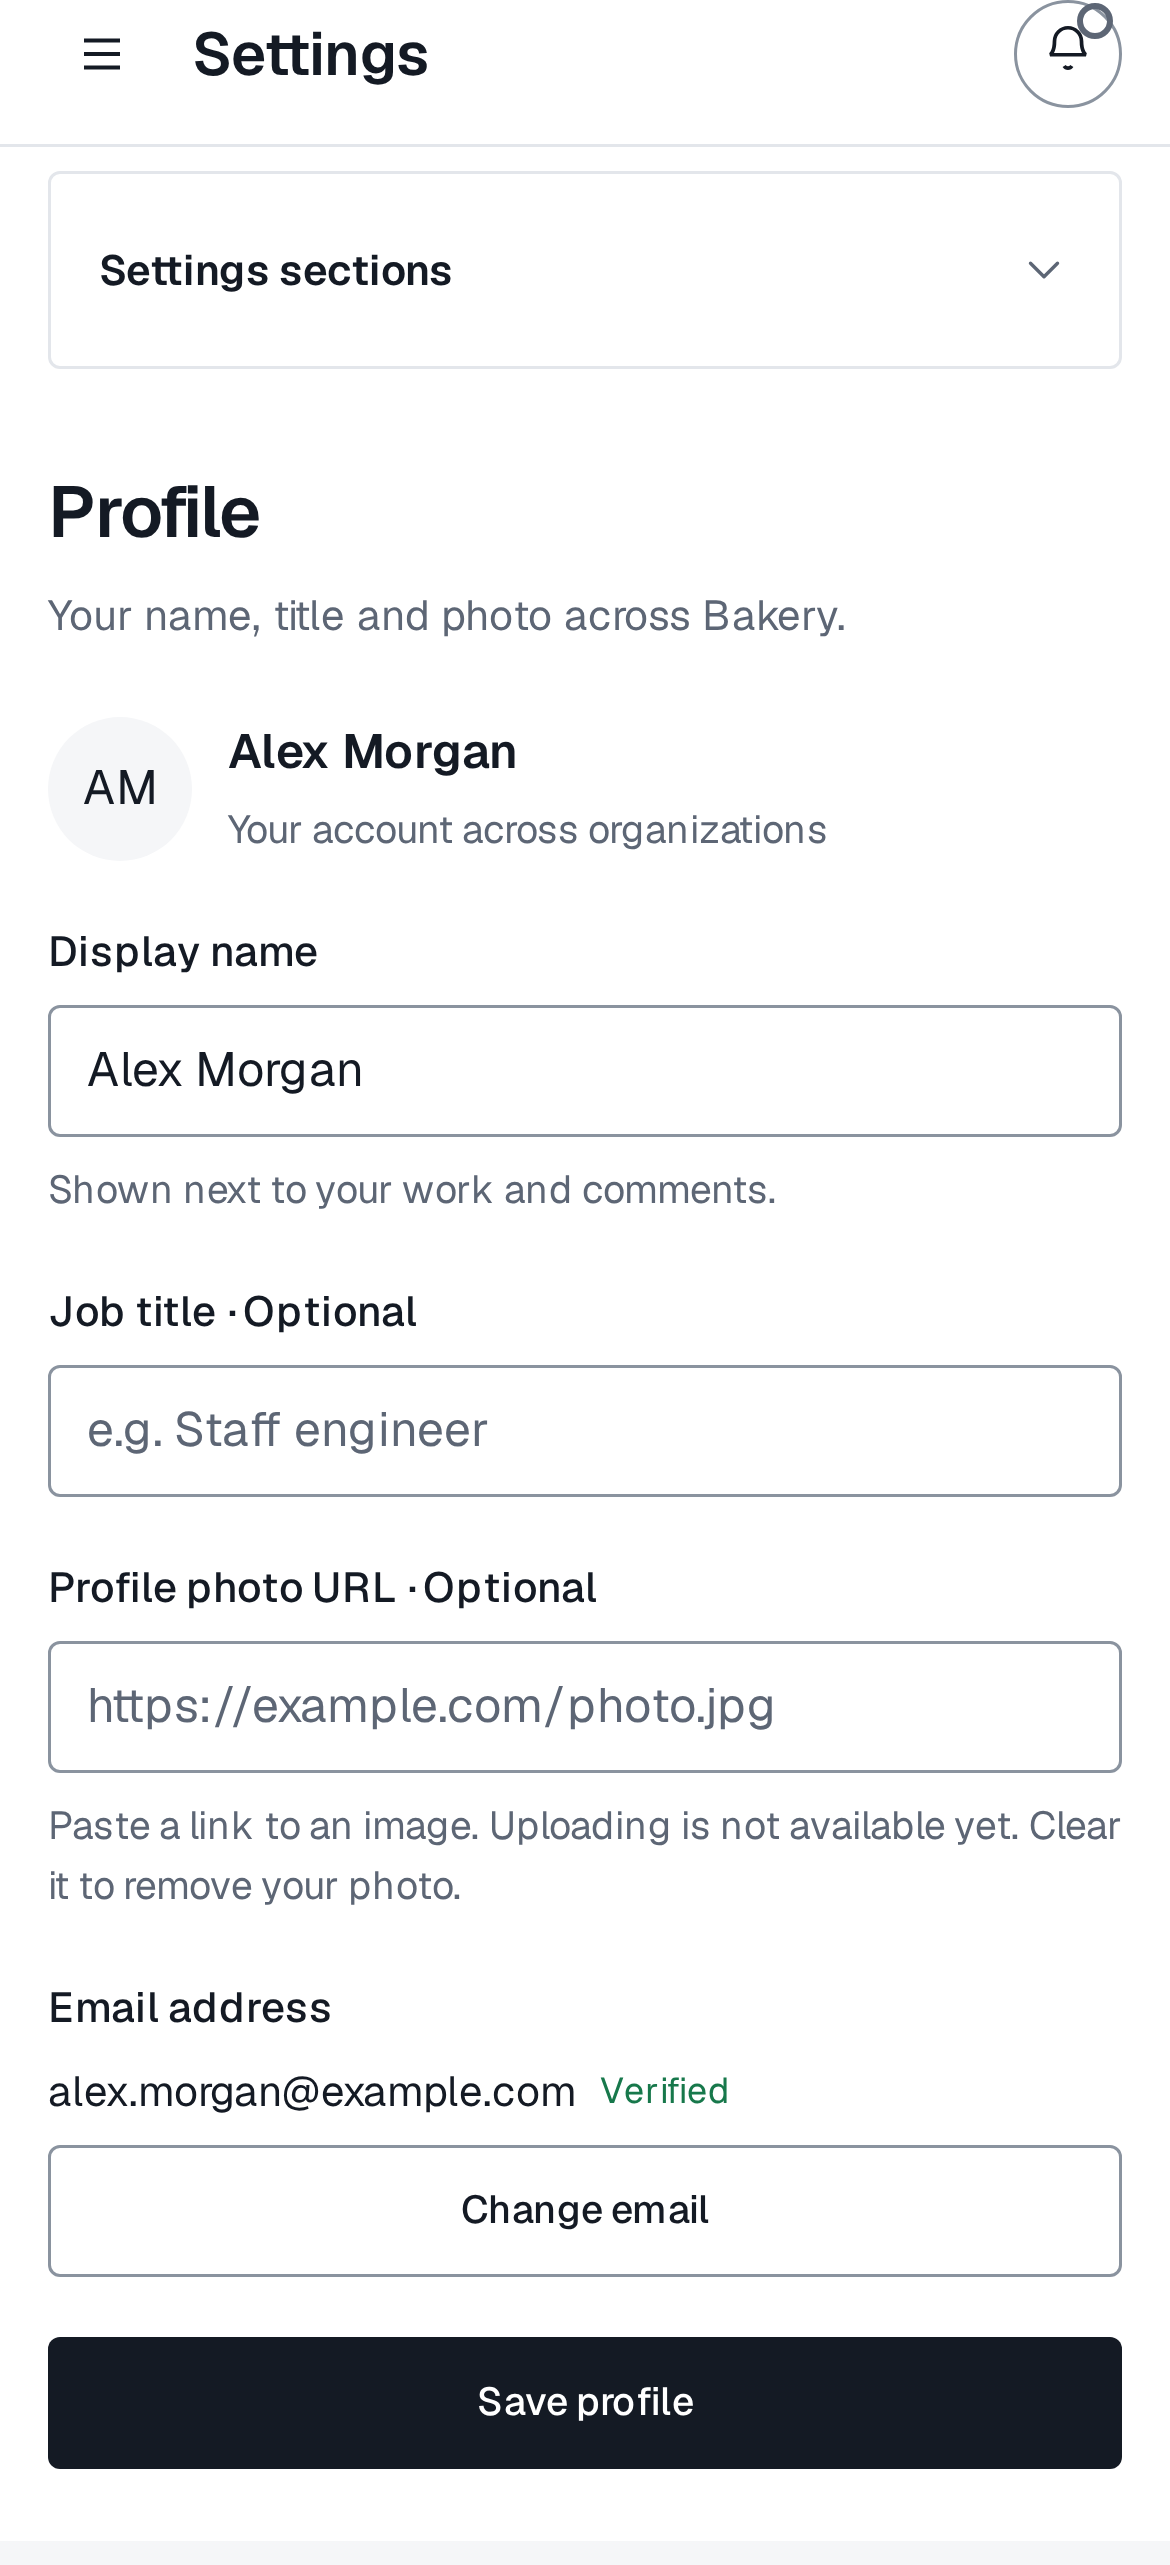 Settings
Settings sections
Profile
Your name, title and photo across Bakery.
AM
Alex Morgan
Your account across organizations
Display name
Alex Morgan
Shown next to your work and comments.
Job title · Optional
e.g. Staff engineer
Profile photo URL · Optional
https://example.com/photo.jpg
Paste a link to an image. Uploading is not available yet. Clear
it to remove your photo.
Email address
alex.morgan@example.com Verified
Change email
Save profile